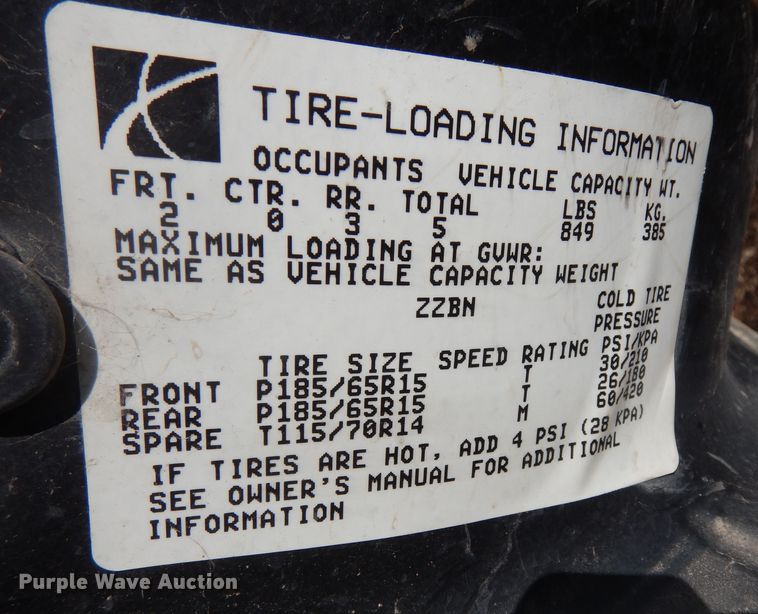 TIRE-LOADING INFORMATION
OCCUPANTS VEHICLE CAPACITY WT.
FRT. CTR. RR. TOTAL LBS KG.
2 0 3 5 849 385
MAXIMUM LOADING AT GVWR:
SAME AS VEHICLE CAPACITY WEIGHT
ZZBN COLD TIRE
PRESSURE
TIRE SIZE SPEED RATING PSI/KPA
FRONT P185/65R15 T 30/210
REAR P185/65R15 T 26/180
SPARE T115/70R14 M 60/420
IF TIRES ARE HOT, ADD 4 PSI (28 KPA)
SEE OWNER'S MANUAL FOR ADDITIONAL
INFORMATION
Purple Wave Auction